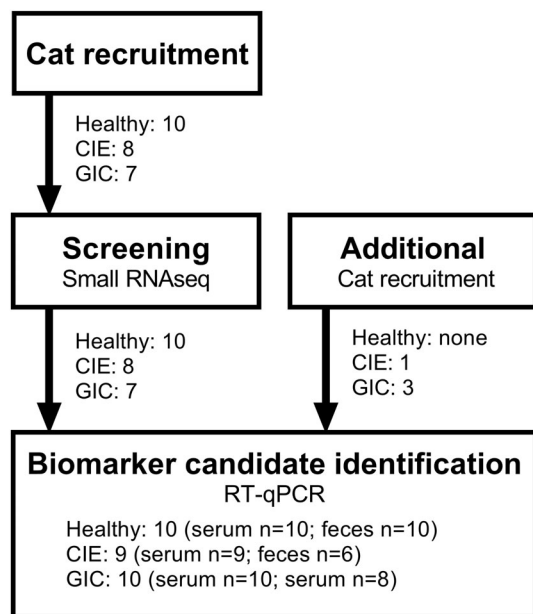 Cat recruitment
Healthy: 10
CIE: 8
GIC: 7
Screening
Small RNAseq
Additional
Cat recruitment
Healthy: 10
CIE: 8
GIC: 7
Healthy: none
CIE: 1
GIC: 3
Biomarker candidate identification
RT-qPCR
Healthy: 10 (serum n=10; feces n=10)
CIE: 9 (serum n=9; feces n=6)
GIC: 10 (serum n=10; serum n=8)